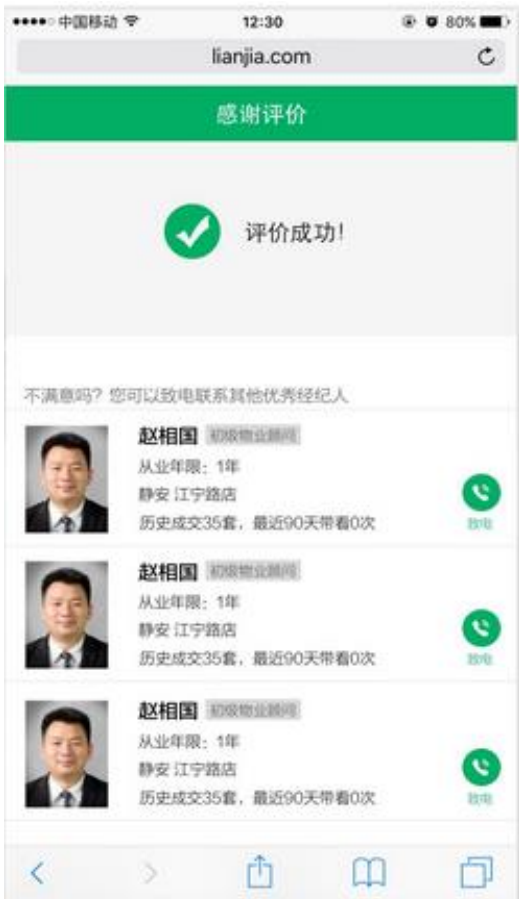 中国移动 12:30 80%
lianjia.com
感谢评价
评价成功!
不满意吗？您可以致电联系其他优秀经纪人
赵相国 初级物业顾问
从业年限：1年
静安 江宁路店
历史成交35套，最近90天带看0次
致电
赵相国 初级物业顾问
从业年限：1年
静安 江宁路店
历史成交35套，最近90天带看0次
致电
赵相国 初级物业顾问
从业年限：1年
静安 江宁路店
历史成交35套，最近90天带看0次
致电